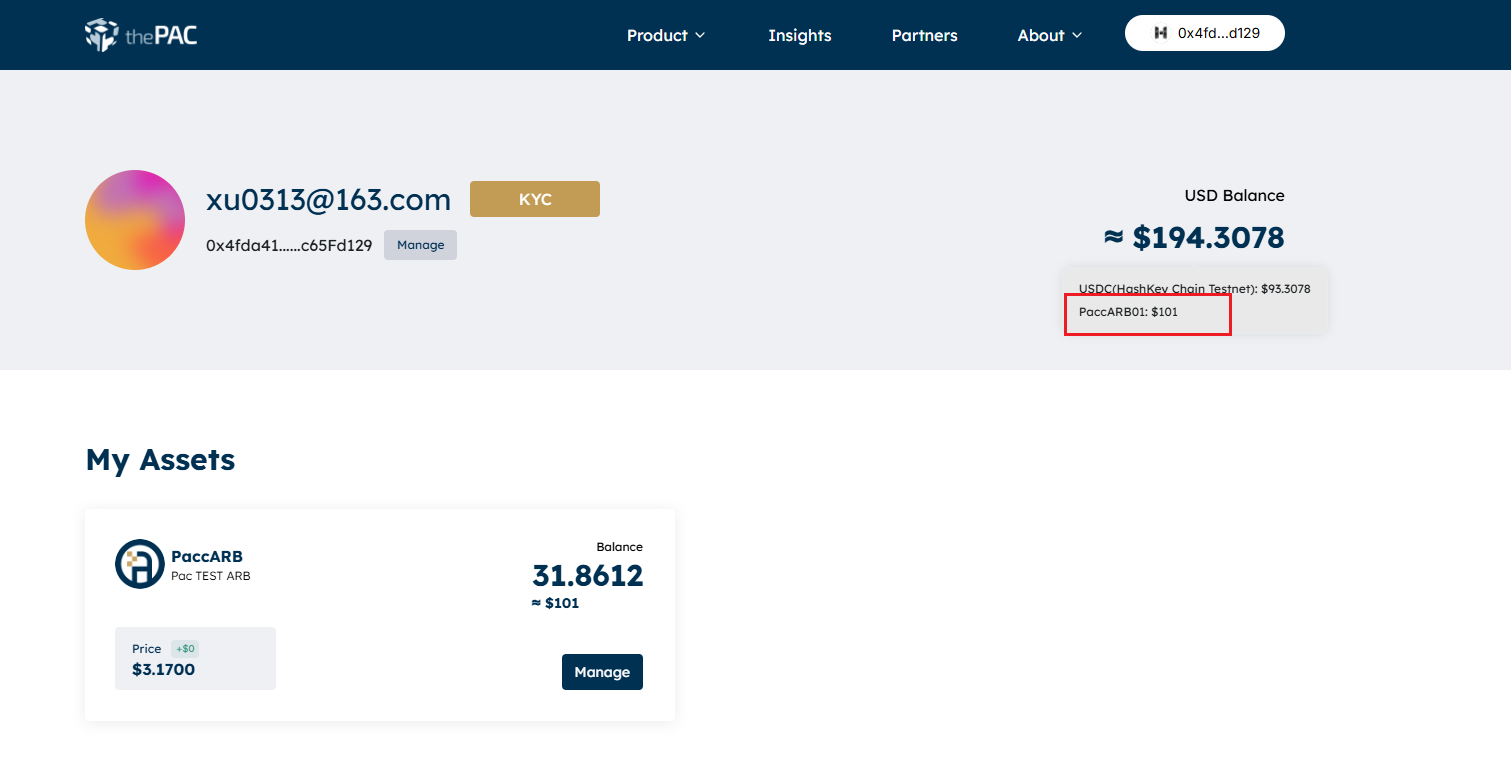 thePAC
Product
Insights
Partners
About
0x4fd...d129
xu0313@163.com
KYC
0x4fda41......c65Fd129
Manage
USD Balance
≈ $194.3078
USDC(HashKey Chain Testnet): $93.3078
PaccARB01: $101
My Assets
PaccARB
Pac TEST ARB
Balance
31.8612
≈ $101
Price +$0
$3.1700
Manage